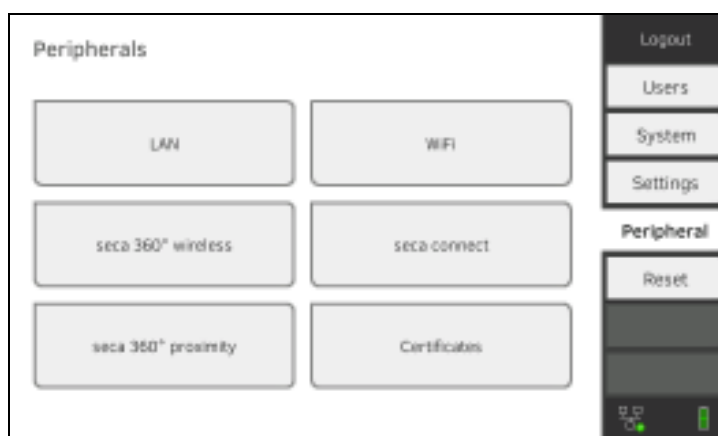 Peripherals
LAN
WiFi
seca 360° wireless
seca connect
seca 360° proximity
Certificates
Logout
Users
System
Settings
Peripheral
Reset